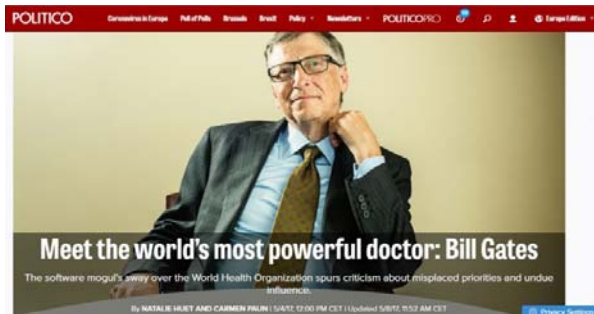 POLITICO
Coronavirus in Europe Poll of Polls Brussels Brexit Policy Newsletters POLITICOPRO Europe Edition
Meet the world's most powerful doctor: Bill Gates
The software mogul's sway over the World Health Organization spurs criticism about misplaced priorities and undue
influence.
By NATALIE HUET AND CARMEN PAUN | 5/4/17, 12:00 PM CET | Updated 5/8/17, 11:52 AM CET
Privacy Settings